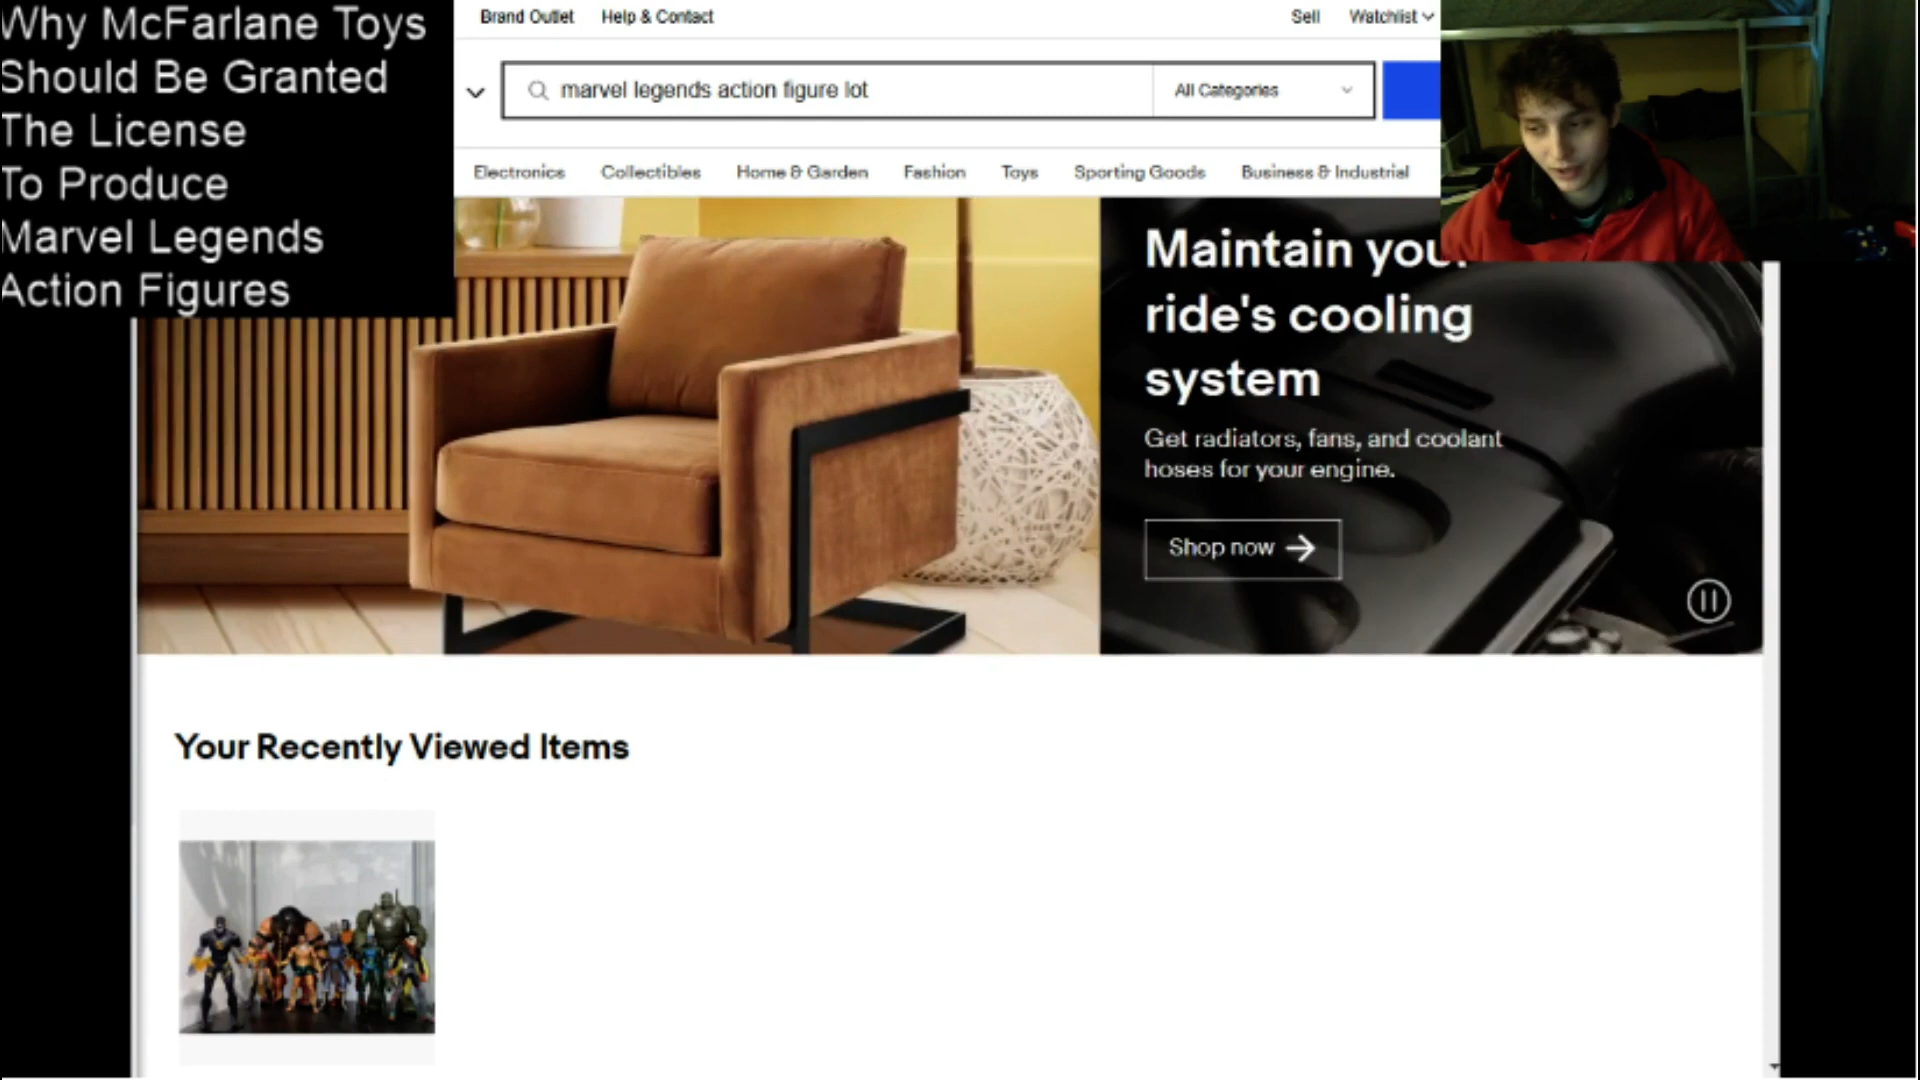 Why McFarlane Toys
Should Be Granted
The License
To Produce
Marvel Legends
Action Figures
Brand Outlet Help & Contact Sell Watchlist
marvel legends action figure lot All Categories
Electronics Collectibles Home & Garden Fashion Toys Sporting Goods Business & Industrial
Maintain your
ride's cooling
system
Get radiators, fans, and coolant
hoses for your engine.
Shop now
Your Recently Viewed Items